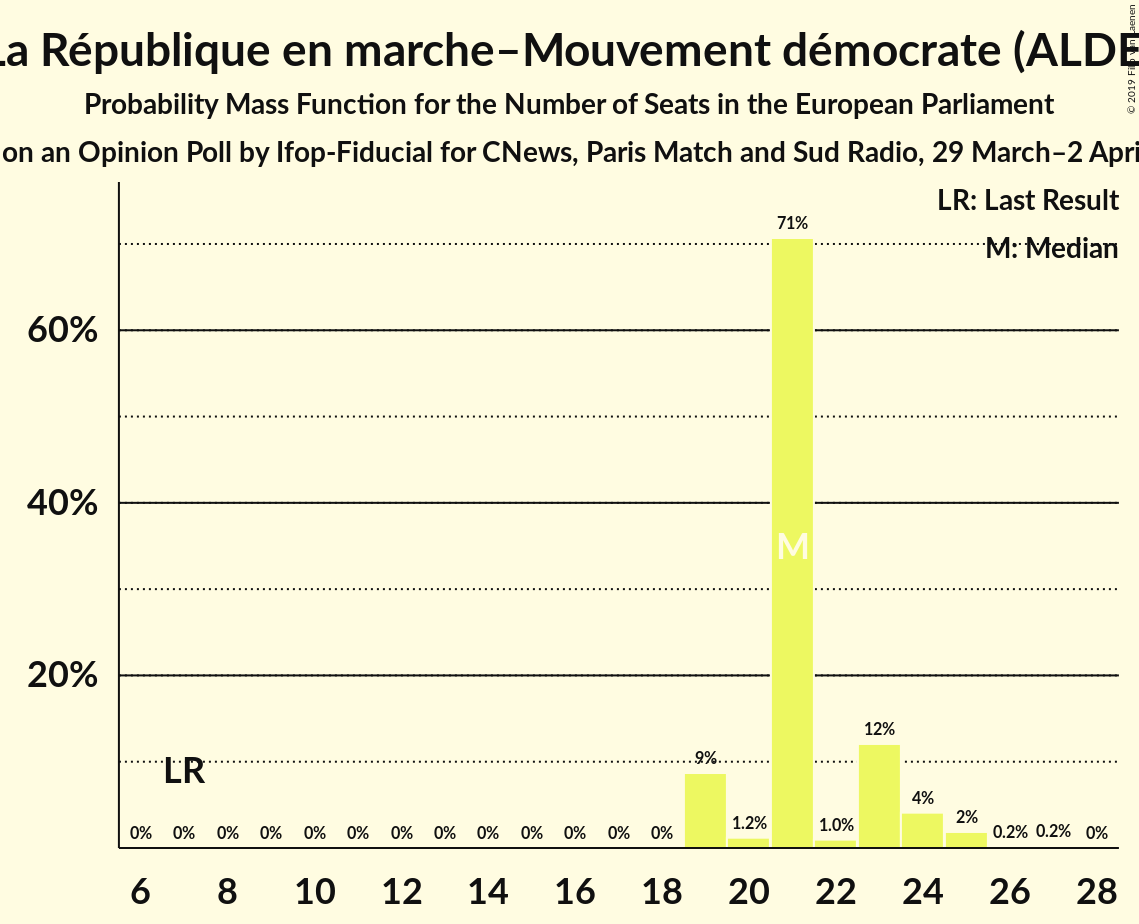 La République en marche–Mouvement démocrate (ALDE
Probability Mass Function for the Number of Seats in the European Parliament
on an Opinion Poll by Ifop-Fiducial for CNews, Paris Match and Sud Radio, 29 March–2 Apri
© 2019
LR: Last Result
M: Median
71%
60%
40%
M
20%
12%
9%
LR
4%
2%
1.2%
1.0%
0% 0% 0% 0% 0% 0% 0% 0% 0% 0% 0% 0% 0% 0.2% 0.2% 0%
6 8 10 12 14 16 18 20 22 24 26 28